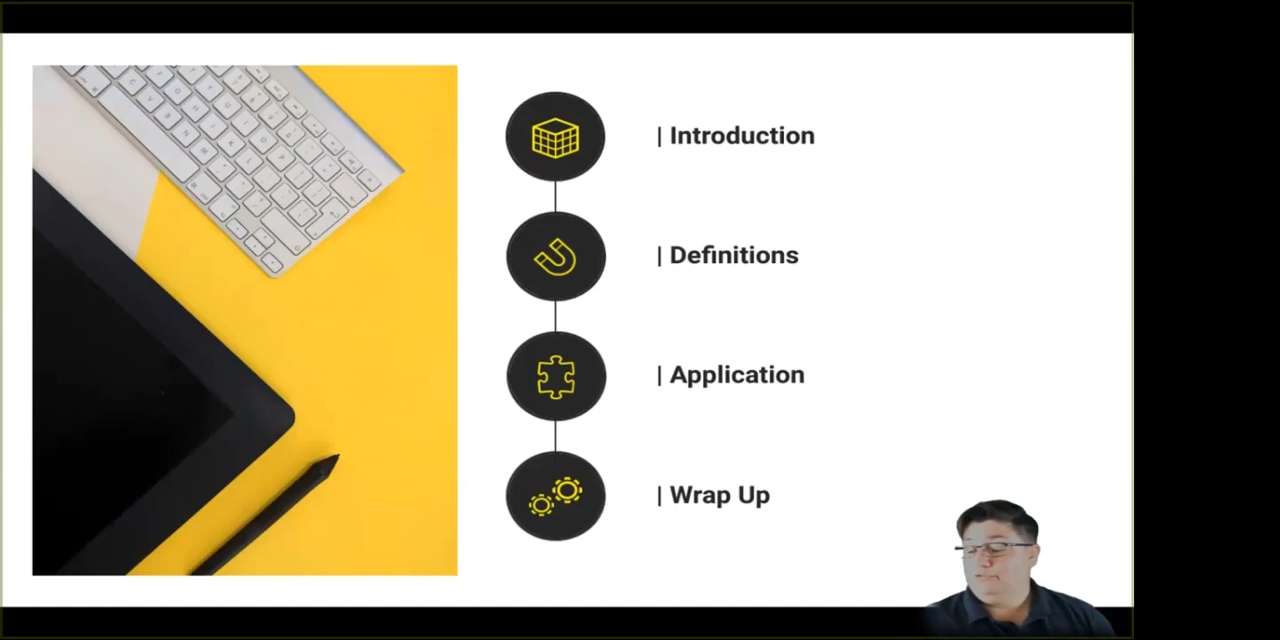 | Introduction
| Definitions
| Application
| Wrap Up